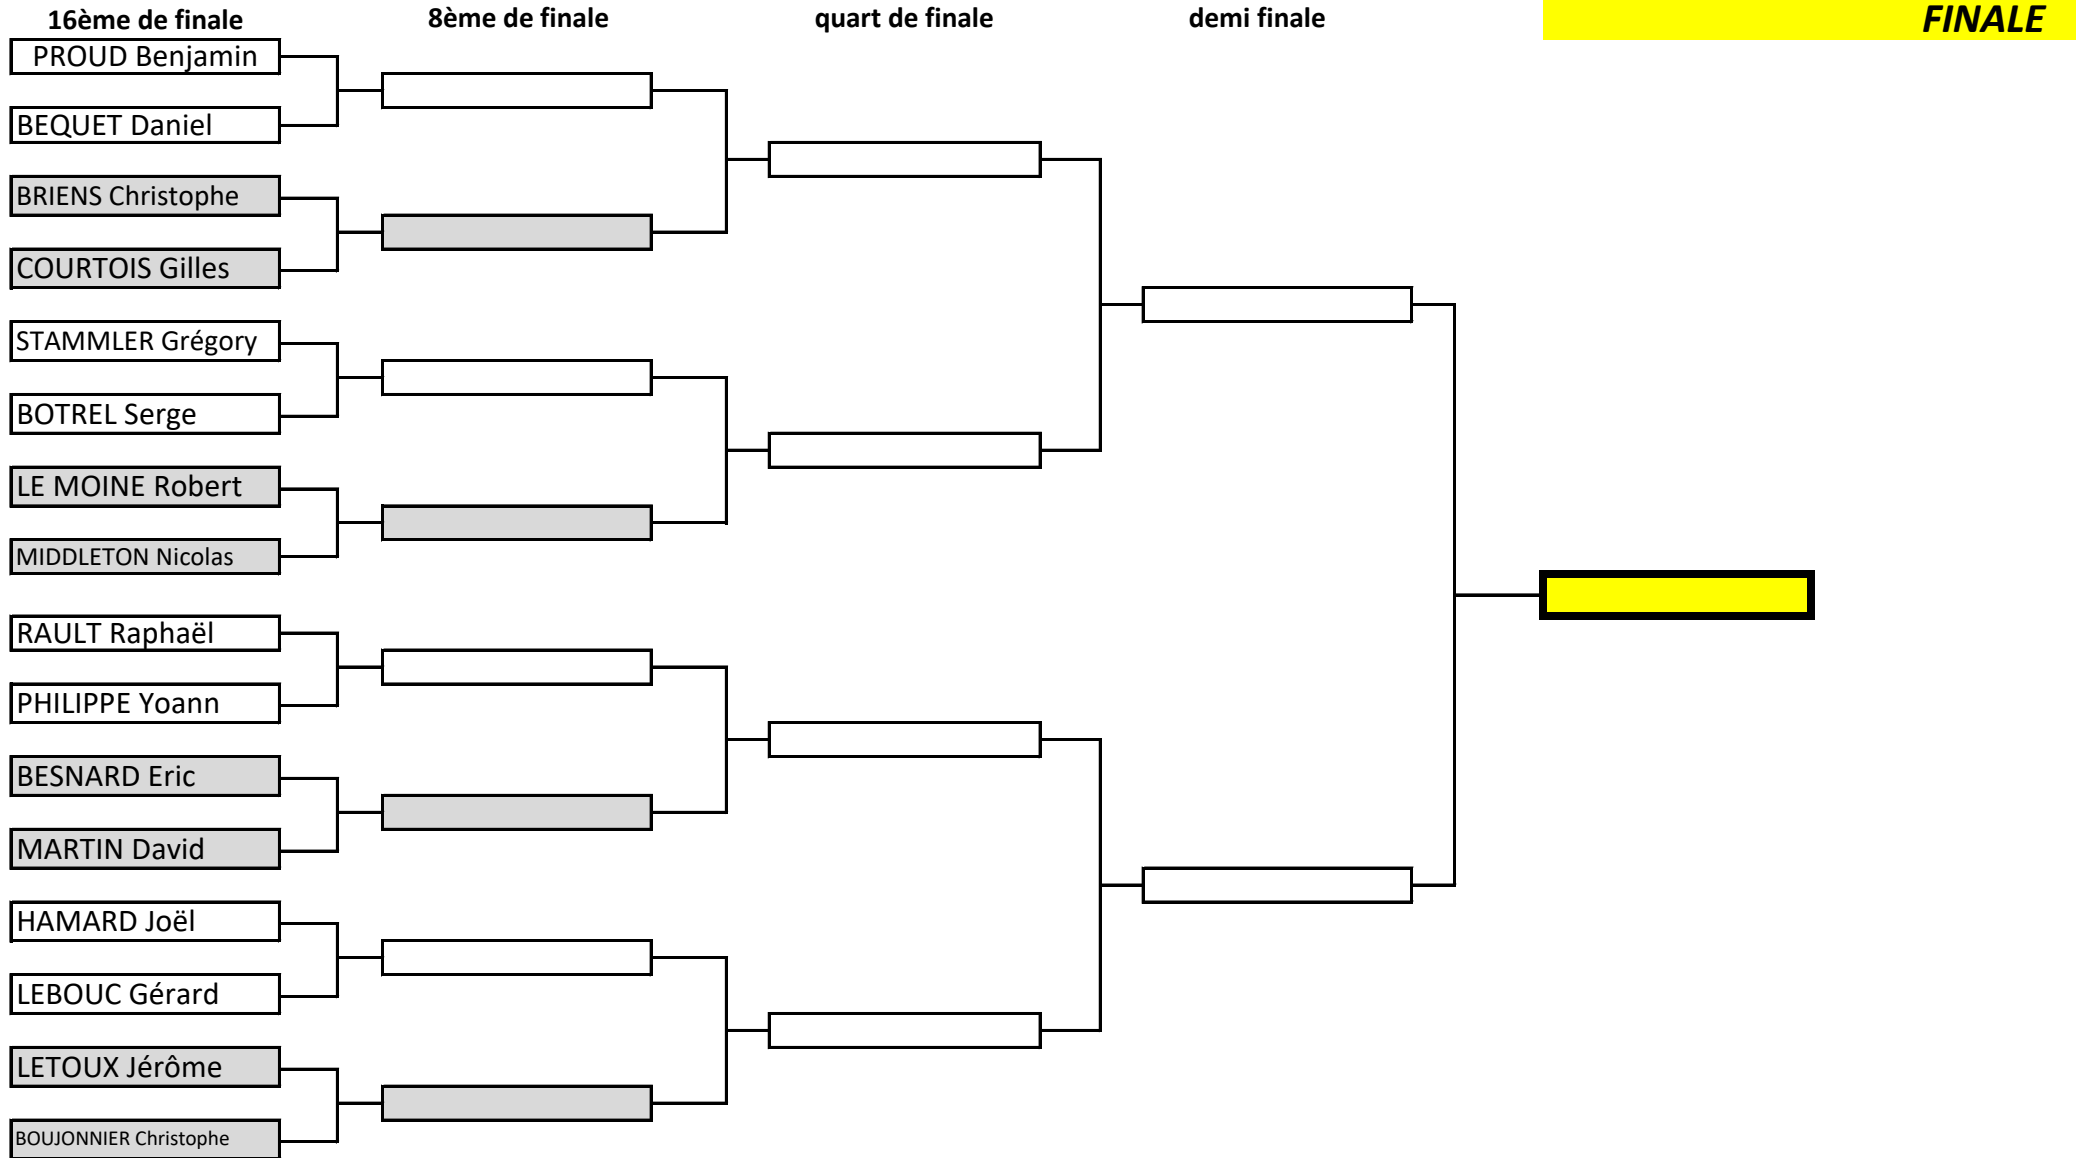 16ème de finale
8ème de finale
quart de finale
demi finale
FINALE
PROUD Benjamin
BEQUET Daniel
BRIENS Christophe
COURTOIS Gilles
STAMMLER Grégory
BOTREL Serge
LE MOINE Robert
MIDDLETON Nicolas
RAULT Raphaël
PHILIPPE Yoann
BESNARD Eric
MARTIN David
HAMARD Joël
LEBOUC Gérard
LETOUX Jérôme
BOUJONNIER Christophe